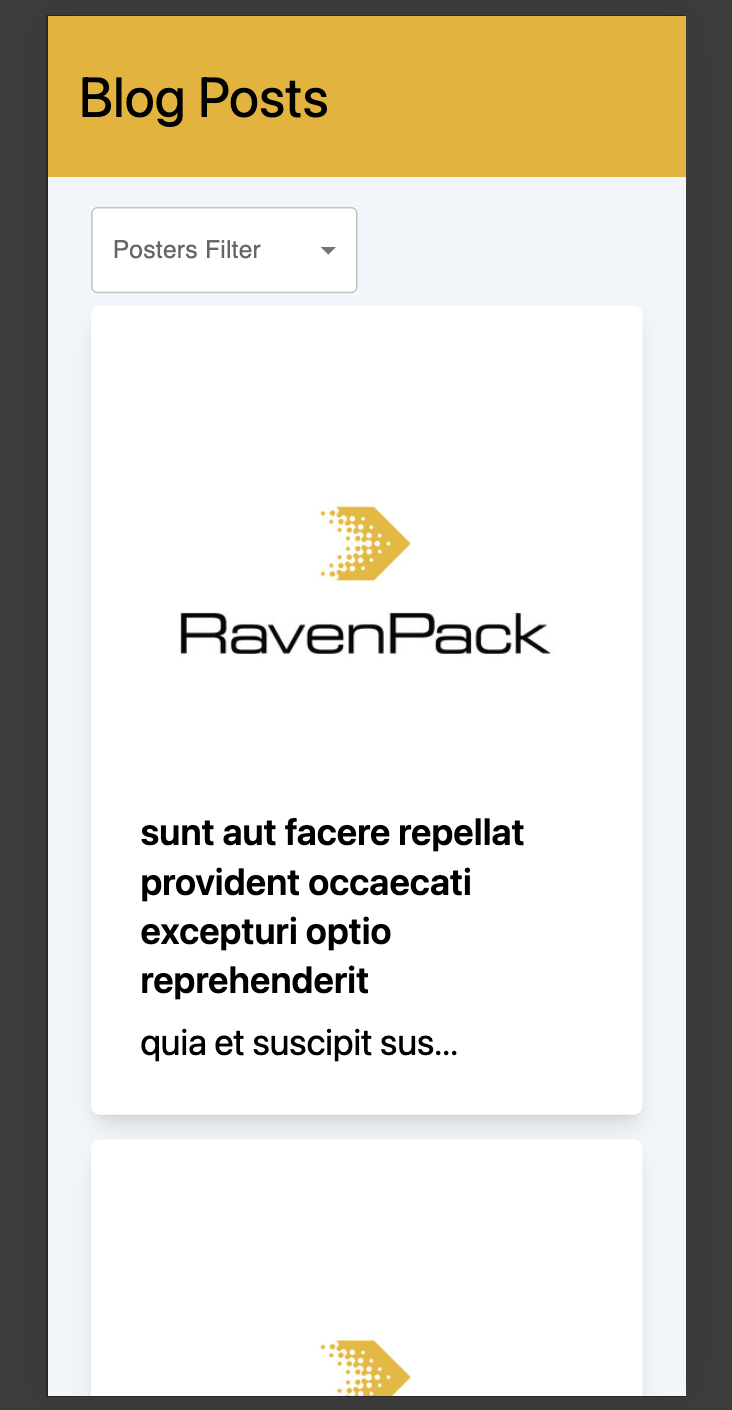 Blog Posts
Posters Filter
RavenPack
sunt aut facere repellat
provident occaecati
excepturi optio
reprehenderit
quia et suscipit sus...